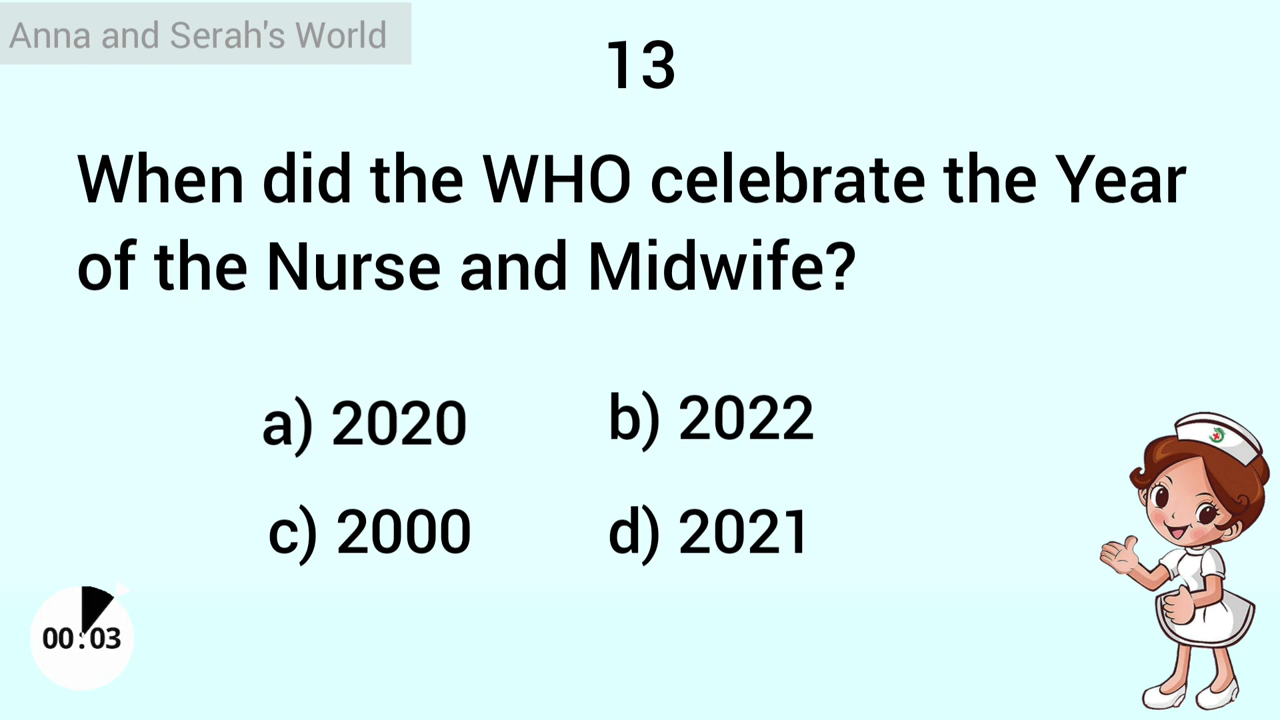 Anna and Serah's World
13
When did the WHO celebrate the Year
of the Nurse and Midwife?
a) 2020
b) 2022
c) 2000
d) 2021
00:03